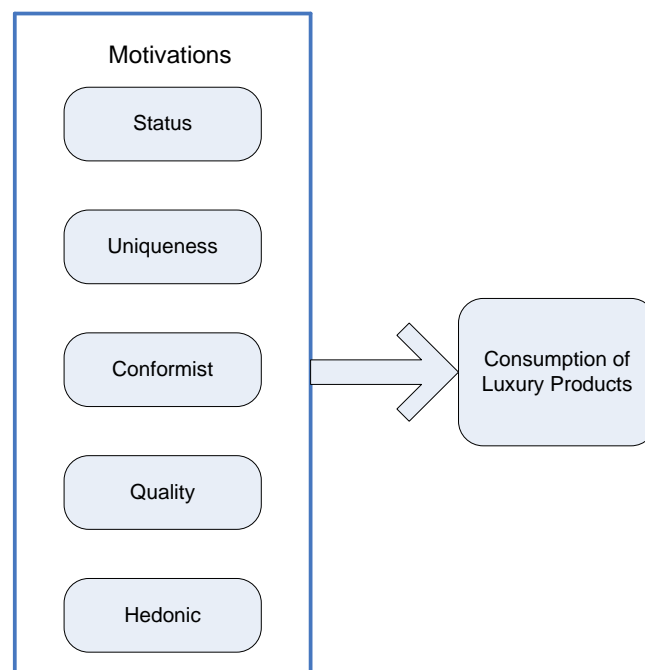 Motivations
Status
Uniqueness
Conformist
Quality
Hedonic
Consumption of
Luxury Products